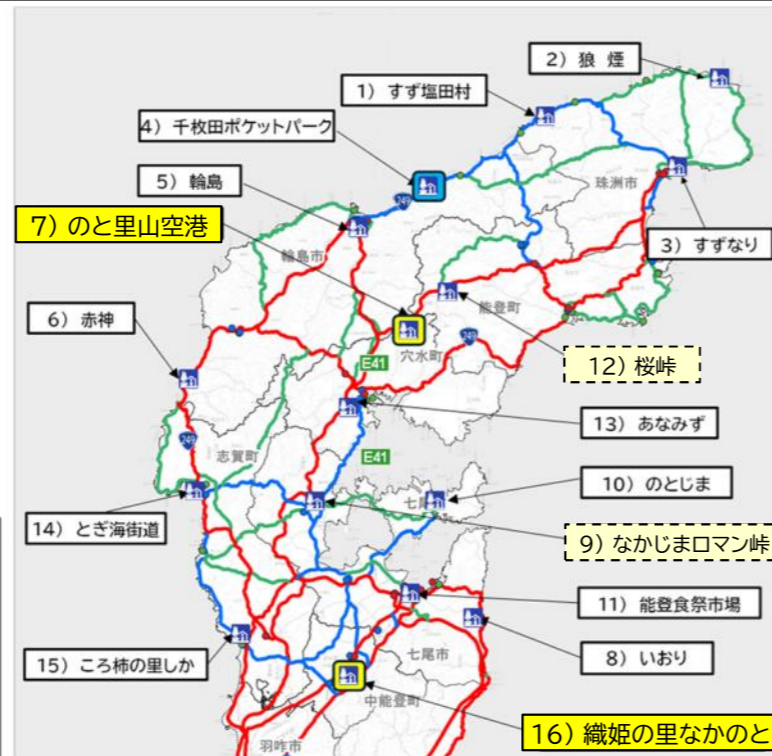 2) 狼 煙
1) すず塩田村
4) 千枚田ポケットパーク
5) 輪島
珠洲市
249
7) のと里山空港
3) すずなり
輪島市
能登町
6) 赤神
249
穴水町
12) 桜峠
E41
13) あなみず
249
志賀町
E41
10) のとじま
七尾
14) とぎ海街道
9) なかじまロマン峠
11) 能登食祭市場
15) ころ柿の里しか
七尾市
8) いおり
中能登町
16) 織姫の里なかのと
羽咋市